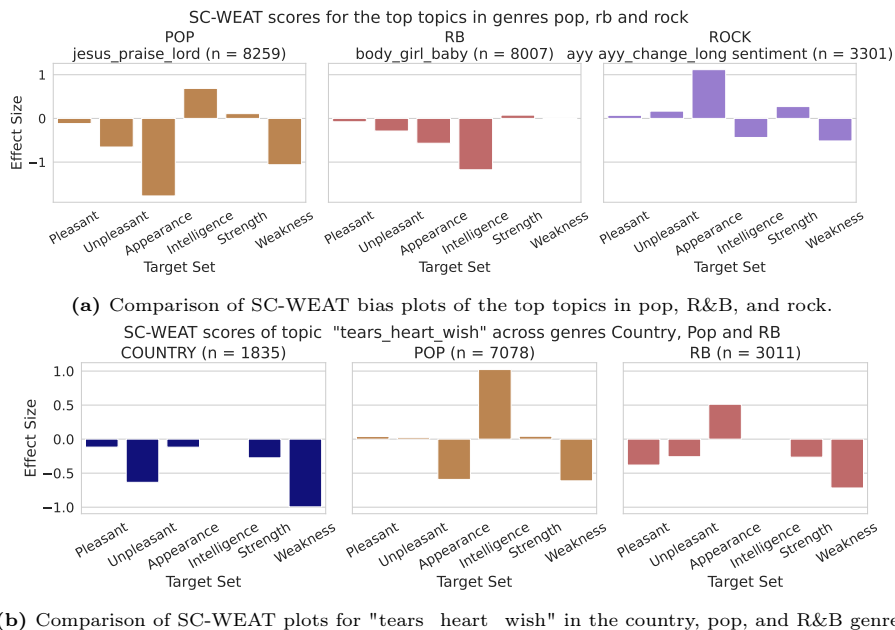 SC-WEAT scores for the top topics in genres pop, rb and rock
POP
jesus_praise_lord (n = 8259)
RB
body_girl_baby (n = 8007)
ROCK
ayy ayy_change_long sentiment (n = 3301)
Effect Size
1
0
−1
Pleasant
Unpleasant
Appearance
Intelligence
Strength
Weakness
Target Set
Pleasant
Unpleasant
Appearance
Intelligence
Strength
Weakness
Target Set
Pleasant
Unpleasant
Appearance
Intelligence
Strength
Weakness
Target Set
(a) Comparison of SC-WEAT bias plots of the top topics in pop, R&B, and rock.
SC-WEAT scores of topic "tears_heart_wish" across genres Country, Pop and RB
COUNTRY (n = 1835)
POP (n = 7078)
RB (n = 3011)
Effect Size
1.0
0.5
0.0
−0.5
−1.0
Pleasant
Unpleasant
Appearance
Intelligence
Strength
Weakness
Target Set
Pleasant
Unpleasant
Appearance
Intelligence
Strength
Weakness
Target Set
Pleasant
Unpleasant
Appearance
Intelligence
Strength
Weakness
Target Set
(b) Comparison of SC-WEAT plots for "tears heart wish" in the country, pop, and R&B genre